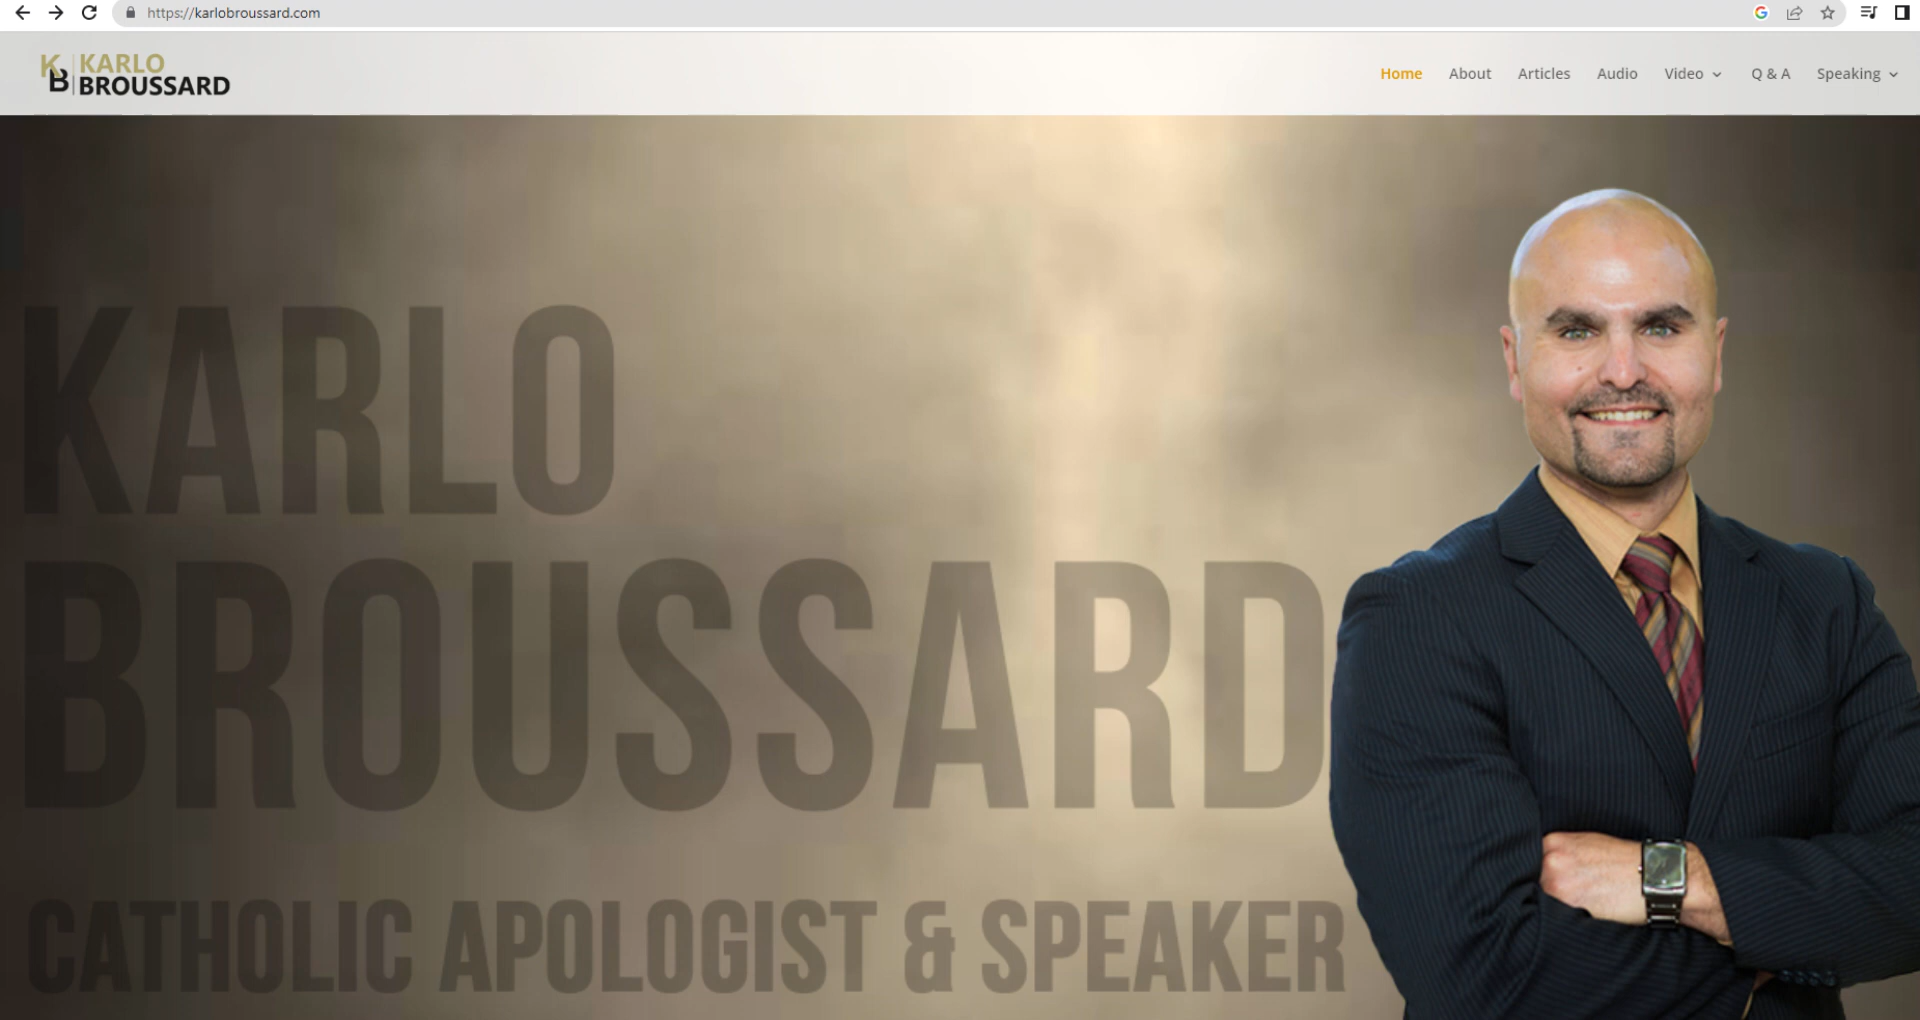 https://karlobroussard.com
KB KARLO
BROUSSARD
Home About Articles Audio Video Q & A Speaking
KARLO
BROUSSARD
CATHOLIC APOLOGIST & SPEAKER